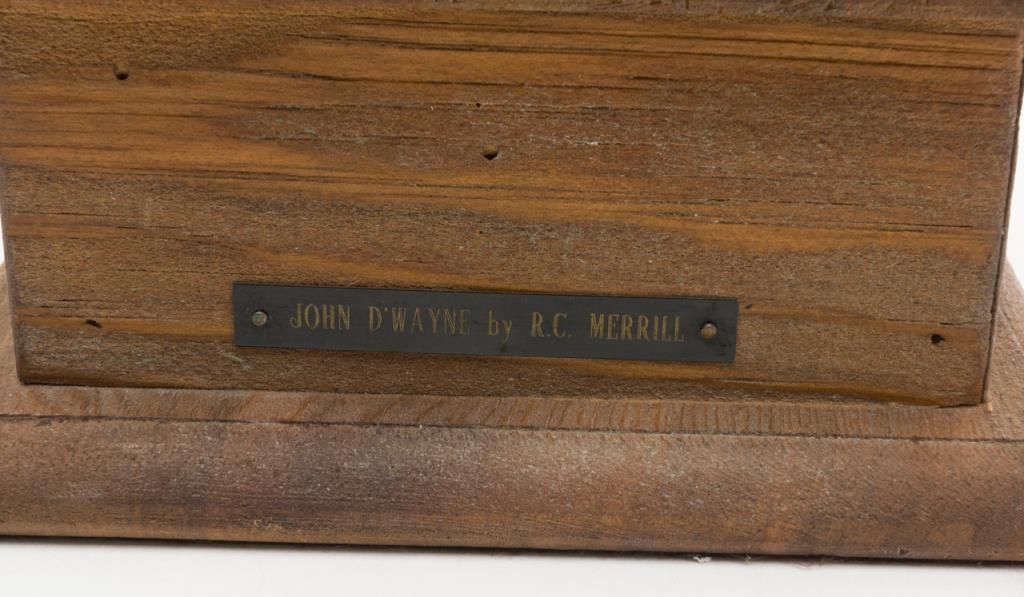 JOHN D'WAYNE by R.C. MERRILL